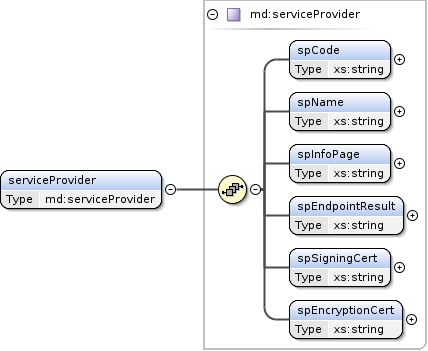 md:serviceProvider
spCode
Type xs:string
spName
Type xs:string
spInfoPage
Type xs:string
serviceProvider
Type md:serviceProvider
spEndpointResult
Type xs:string
spSigningCert
Type xs:string
spEncryptionCert
Type xs:string